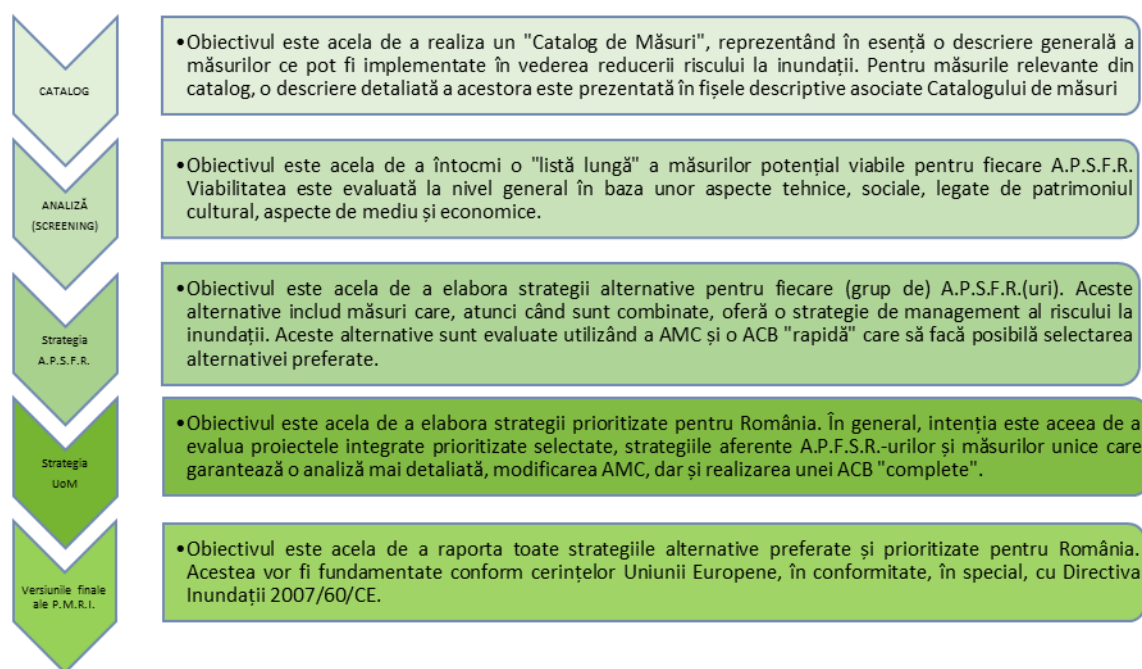 CATALOG
•Obiectivul este acela de a realiza un "Catalog de Măsuri", reprezentând în esență o descriere generală a
măsurilor ce pot fi implementate în vederea reducerii riscului la inundații. Pentru măsurile relevante din
catalog, o descriere detaliată a acestora este prezentată în fișele descriptive asociate Catalogului de măsuri
ANALIZĂ
(SCREENING)
•Obiectivul este acela de a întocmi o "listă lungă" a măsurilor potențial viabile pentru fiecare A.P.S.F.R.
Viabilitatea este evaluată la nivel general în baza unor aspecte tehnice, sociale, legate de patrimoniul
cultural, aspecte de mediu și economice.
Strategia
A.P.S.F.R.
•Obiectivul este acela de a elabora strategii alternative pentru fiecare (grup de) A.P.S.F.R.(uri). Aceste
alternative includ măsuri care, atunci când sunt combinate, oferă o strategie de management al riscului la
inundații. Aceste alternative sunt evaluate utilizând a AMC și o ACB "rapidă" care să facă posibilă selectarea
alternativei preferate.
Strategia
UoM
•Obiectivul este acela de a elabora strategii prioritizate pentru România. În general, intenția este aceea de a
evalua proiectele integrate prioritizate selectate, strategiile aferente A.P.F.S.R.-urilor și măsurilor unice care
garantează o analiză mai detaliată, modificarea AMC, dar și realizarea unei ACB "complete".
Versiunile finale
ale P.M.R.I.
•Obiectivul este acela de a raporta toate strategiile alternative preferate și prioritizate pentru România.
Acestea vor fi fundamentate conform cerințelor Uniunii Europene, în conformitate, în special, cu Directiva
Inundații 2007/60/CE.